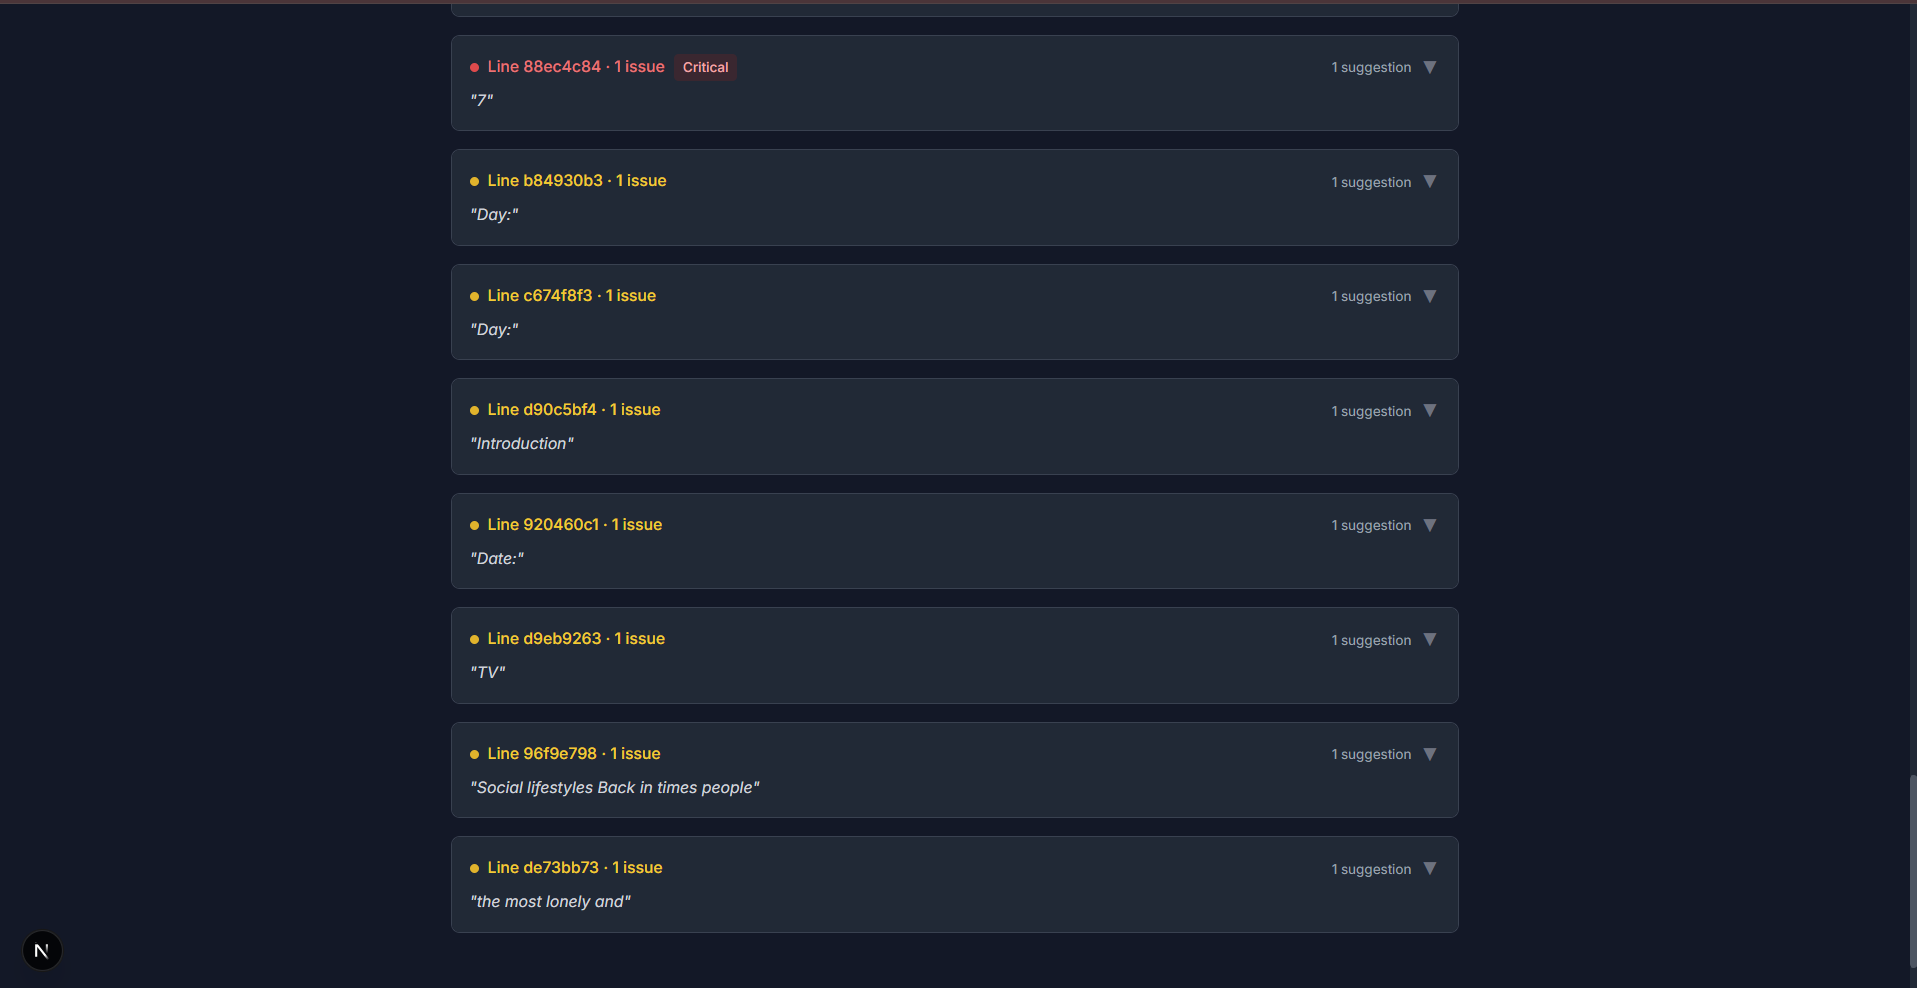 Line 88ec4c84 · 1 issue Critical 1 suggestion ▼
"7"
Line b84930b3 · 1 issue 1 suggestion ▼
"Day:"
Line c674f8f3 · 1 issue 1 suggestion ▼
"Day:"
Line d90c5bf4 · 1 issue 1 suggestion ▼
"Introduction"
Line 920460c1 · 1 issue 1 suggestion ▼
"Date:"
Line d9eb9263 · 1 issue 1 suggestion ▼
"TV"
Line 96f9e798 · 1 issue 1 suggestion ▼
"Social lifestyles Back in times people"
Line de73bb73 · 1 issue 1 suggestion ▼
"the most lonely and"
N